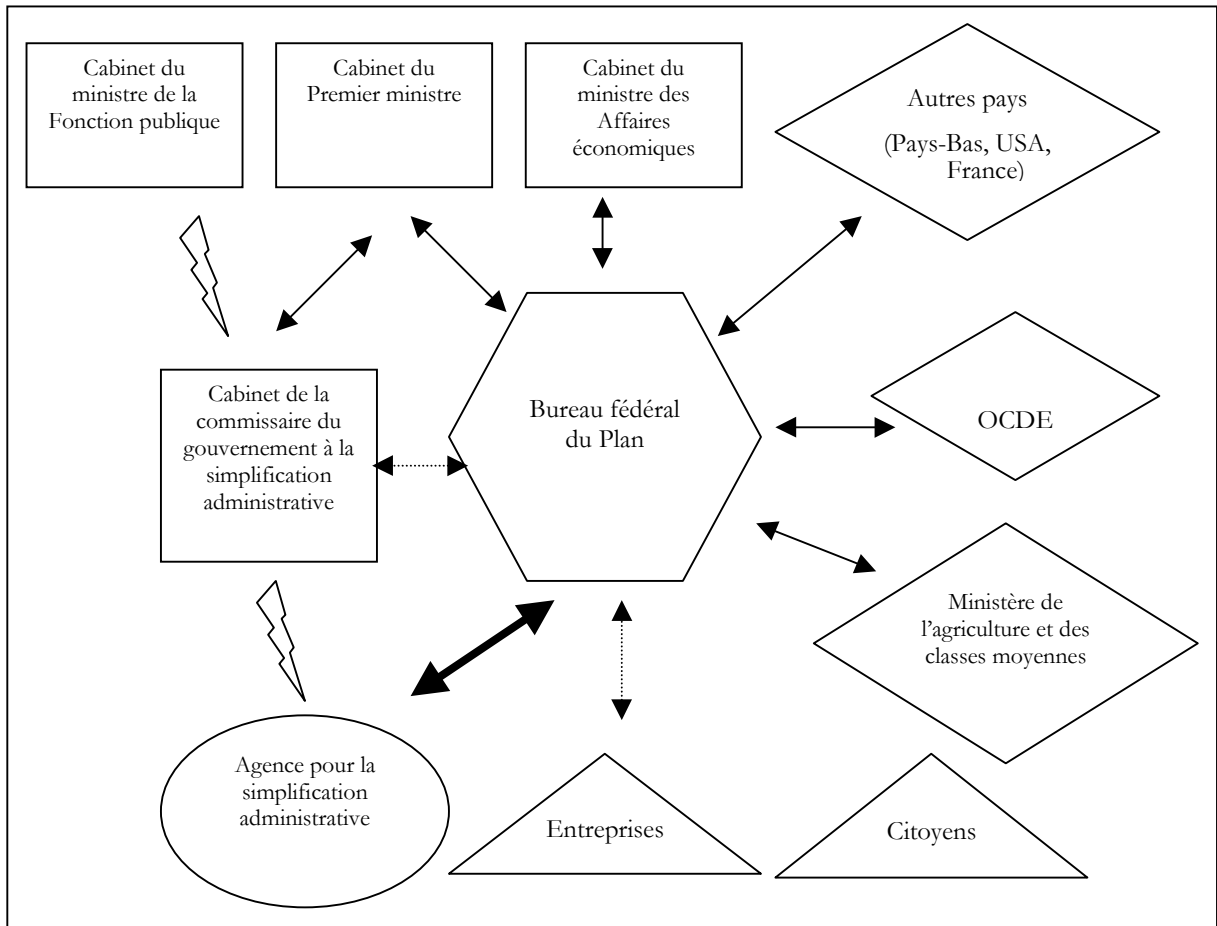 Cabinet du
ministre de la
Fonction publique
Cabinet du
Premier ministre
Cabinet du
ministre des
Affaires
économiques
Autres pays
(Pays-Bas, USA,
France)
Cabinet de la
commissaire du
gouvernement à la
simplification
administrative
Bureau fédéral
du Plan
OCDE
Ministère de
l’agriculture et des
classes moyennes
Agence pour la
simplification
administrative
Entreprises
Citoyens